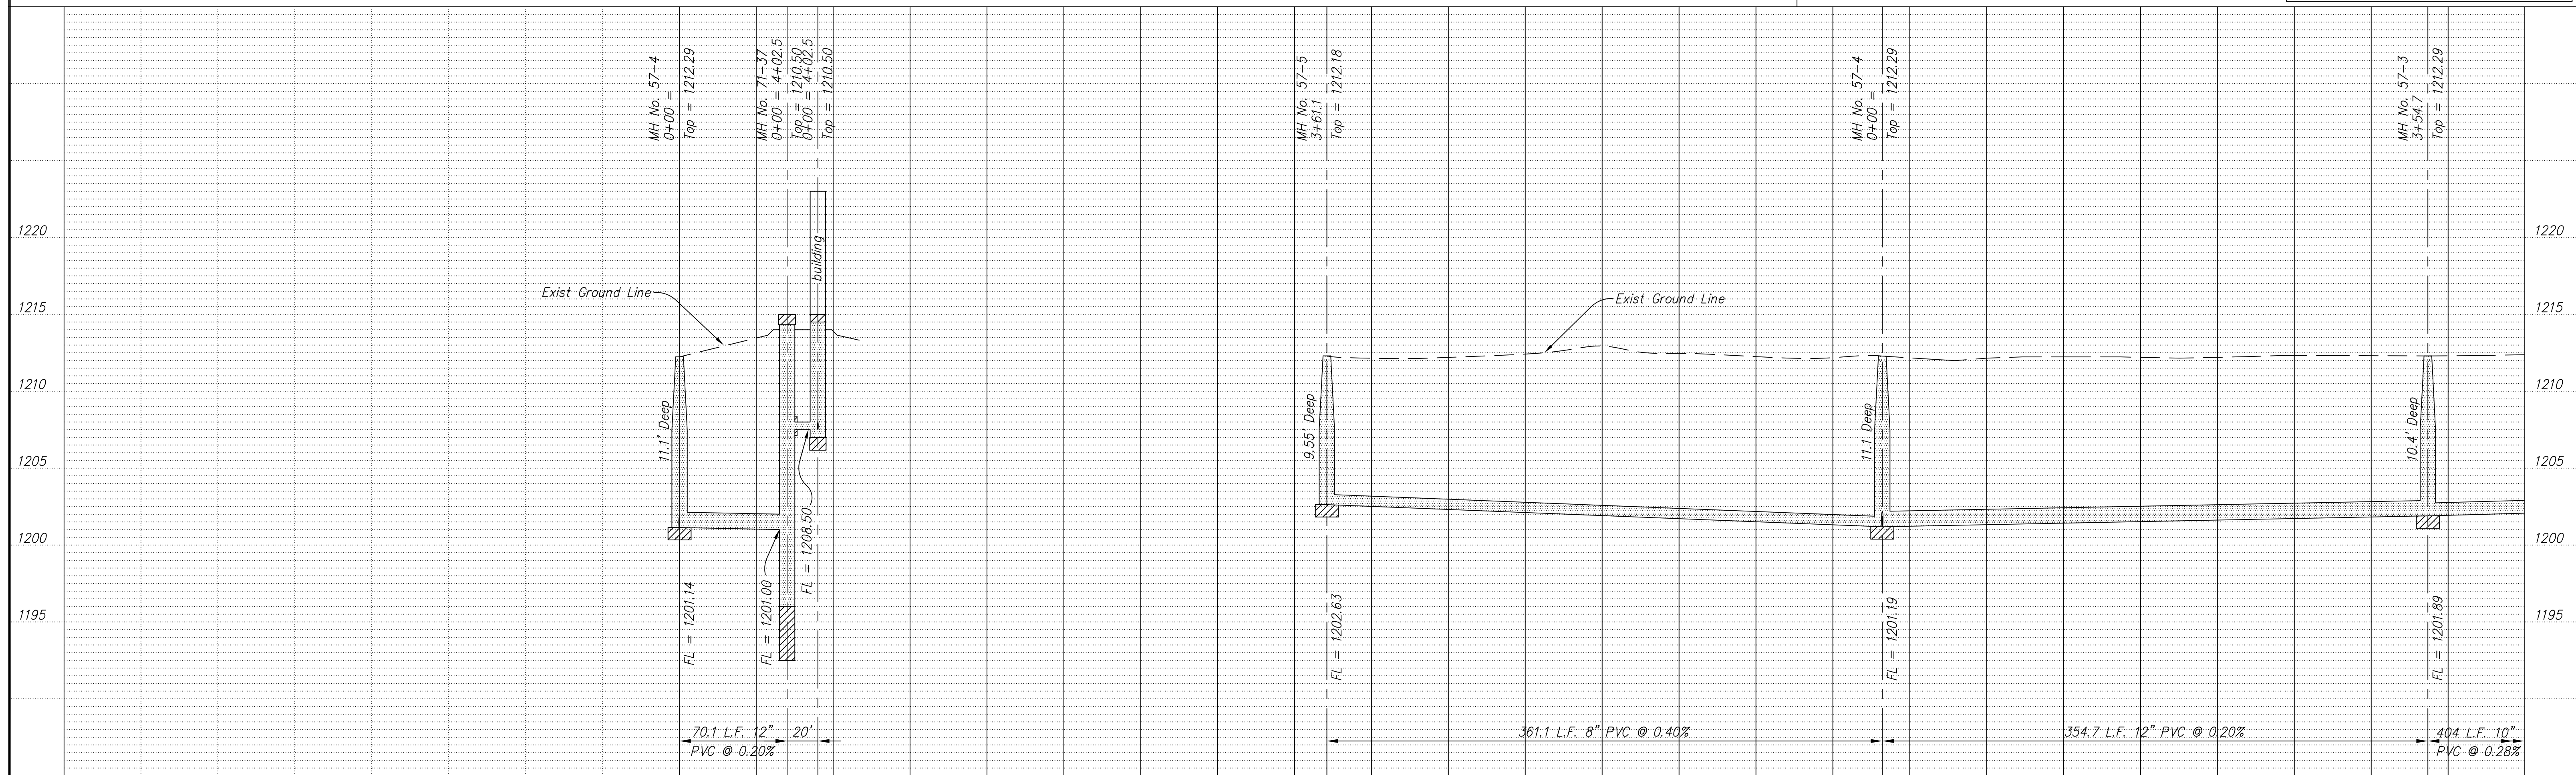 MH No. 57-4
0+00 =
Top = 1212.29
MH No. 71-37
0+00 = 4+02.5
Top = 1210.50
0+00 = 4+02.5
Top = 1210.50
MH No. 57-5
3+61.1
Top = 1212.18
MH No. 57-4
0+00 =
Top = 1212.29
MH No. 57-3
3+54.7
Top = 1212.29
1220
1220
building
Exist Ground Line
Exist Ground Line
1215
1215
1210
1210
11.1' Deep
9.55' Deep
11.1 Deep
10.4' Deep
1205
1205
1200
1200
1195
1195
FL = 1201.14
FL = 1201.00
FL = 1208.50
FL = 1202.63
FL = 1201.19
FL = 1201.89
70.1 L.F. 12"
PVC @ 0.20%
20'
361.1 L.F. 8" PVC @ 0.40%
354.7 L.F. 12" PVC @ 0.20%
404 L.F. 10"
PVC @ 0.28%